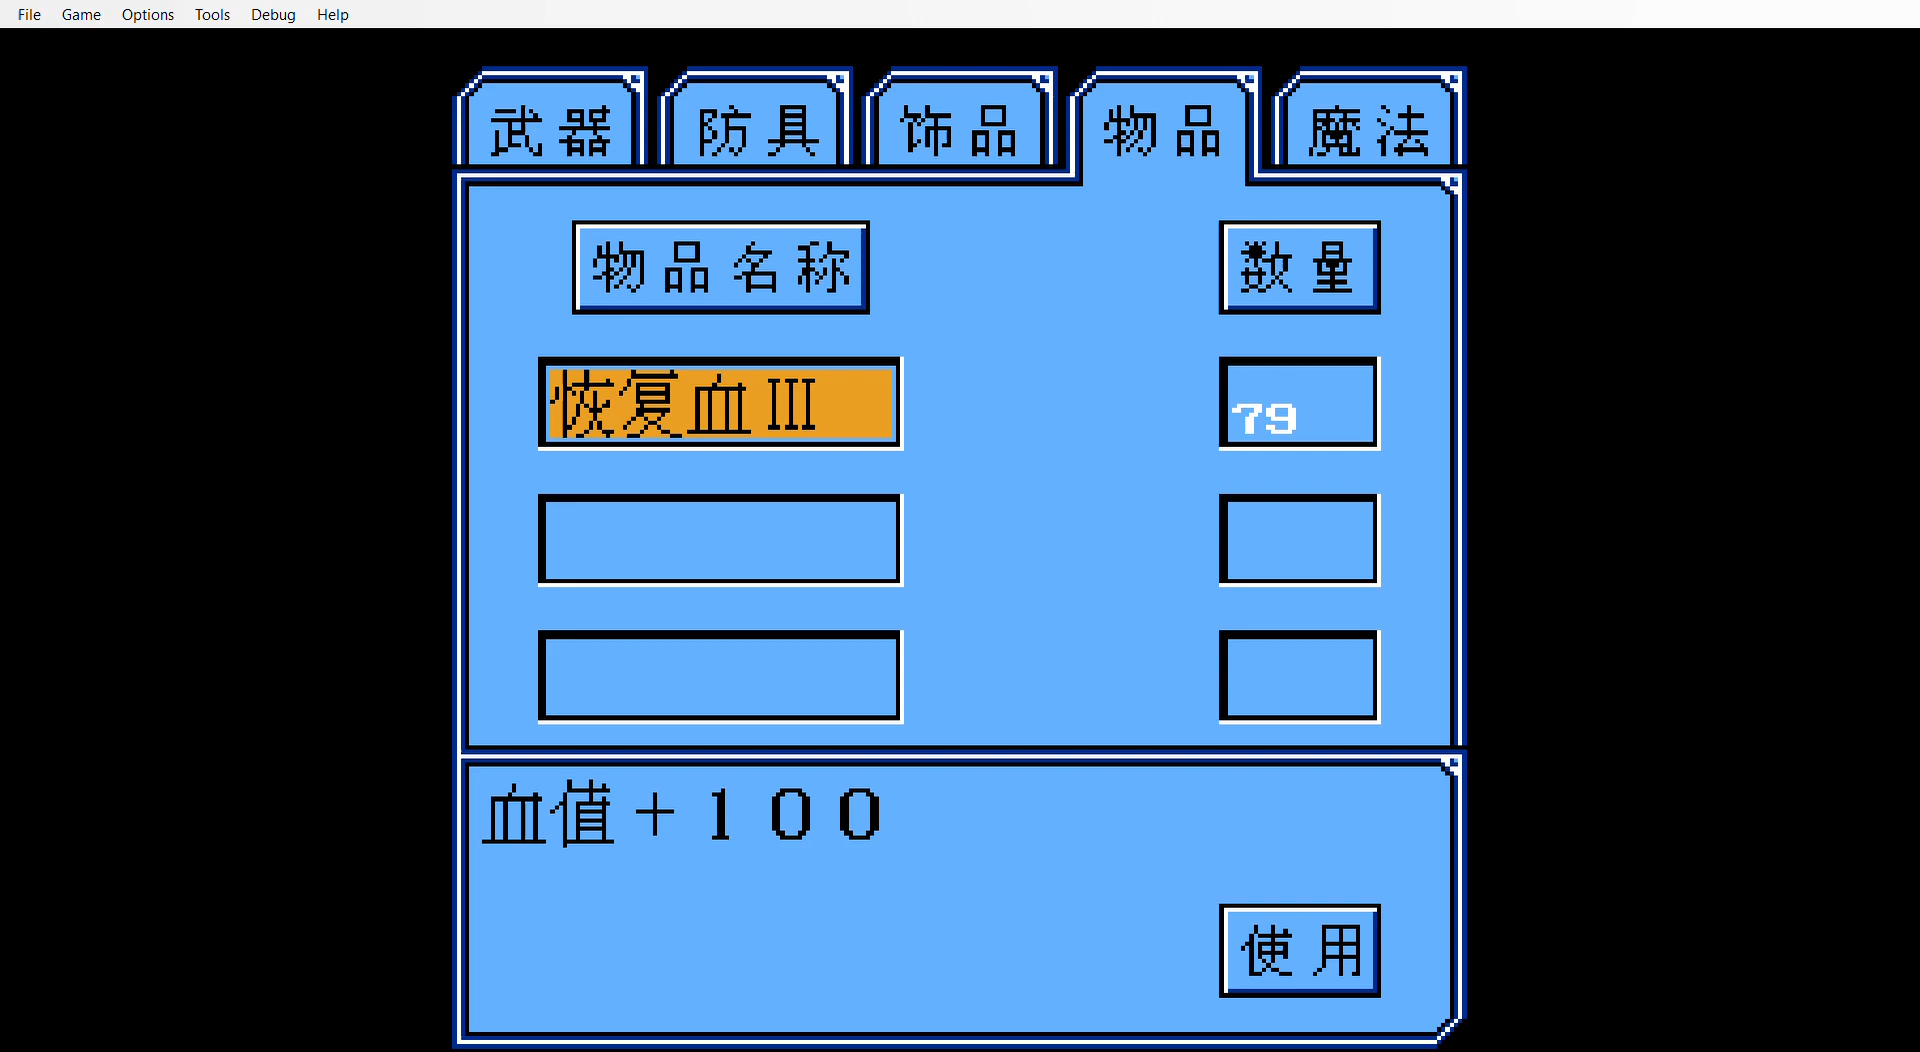 File Game Options Tools Debug Help
武器 防具 饰品 物品 魔法
物品名称 数量
恢复血III 79
血值+100
使用